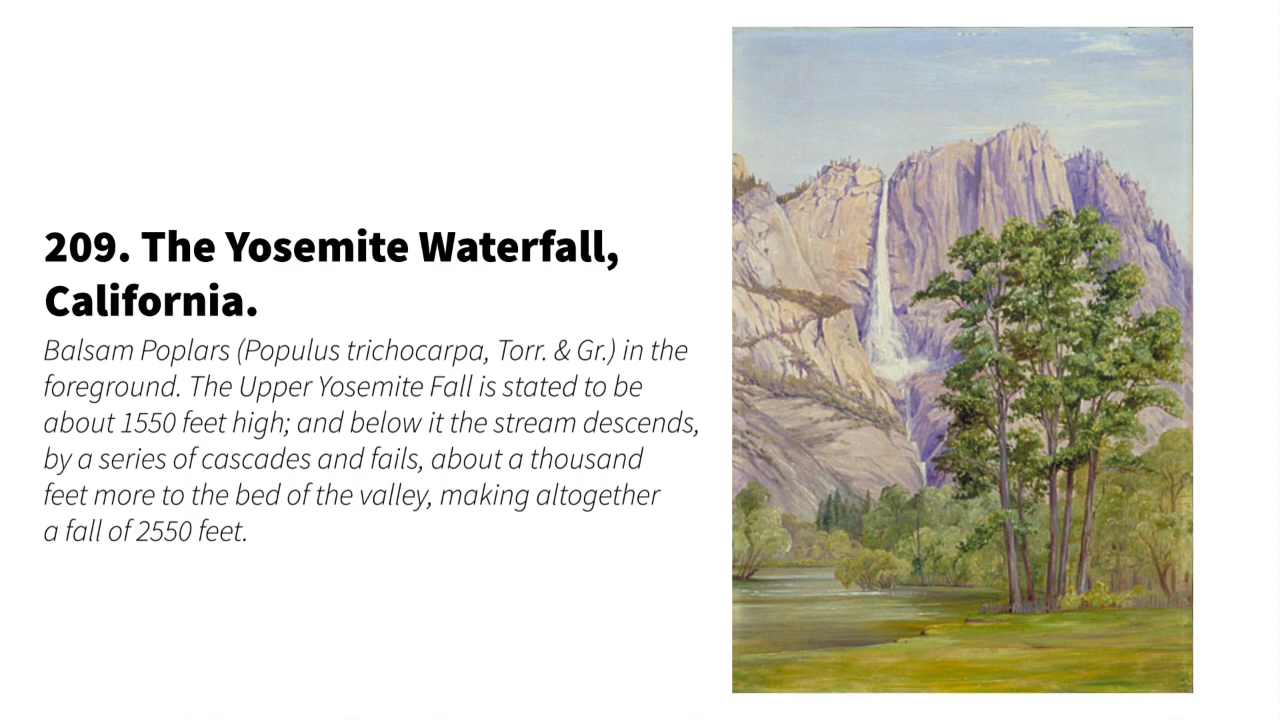 209. The Yosemite Waterfall,
California.
Balsam Poplars (Populus trichocarpa, Torr. & Gr.) in the
foreground. The Upper Yosemite Fall is stated to be
about 1550 feet high; and below it the stream descends,
by a series of cascades and fails, about a thousand
feet more to the bed of the valley, making altogether
a fall of 2550 feet.